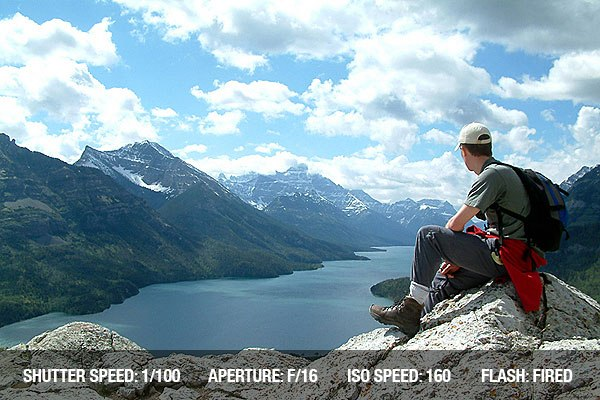 SHUTTER SPEED: 1/100 APERTURE: F/16 ISO SPEED: 160 FLASH: FIRED